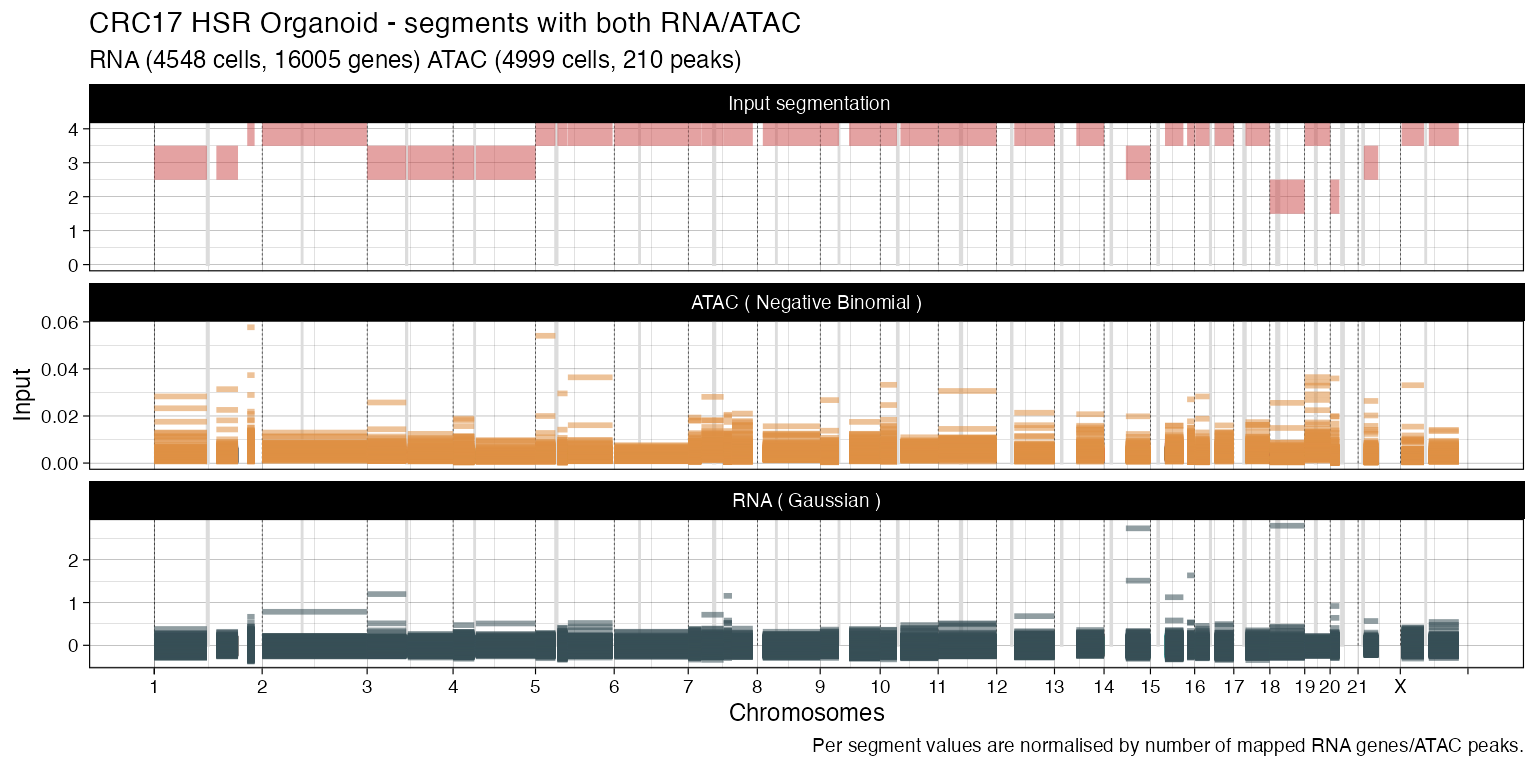 CRC17 HSR Organoid - segments with both RNA/ATAC
RNA (4548 cells, 16005 genes) ATAC (4999 cells, 210 peaks)
Input segmentation
4
3
2
1
0
ATAC ( Negative Binomial )
0.06
0.04
0.02
0.00
Input
RNA ( Gaussian )
2
1
0
1 2 3 4 5 6 7 8 9 10 11 12 13 14 15 16 17 18 19 20 21 X
Chromosomes
Per segment values are normalised by number of mapped RNA genes/ATAC peaks.